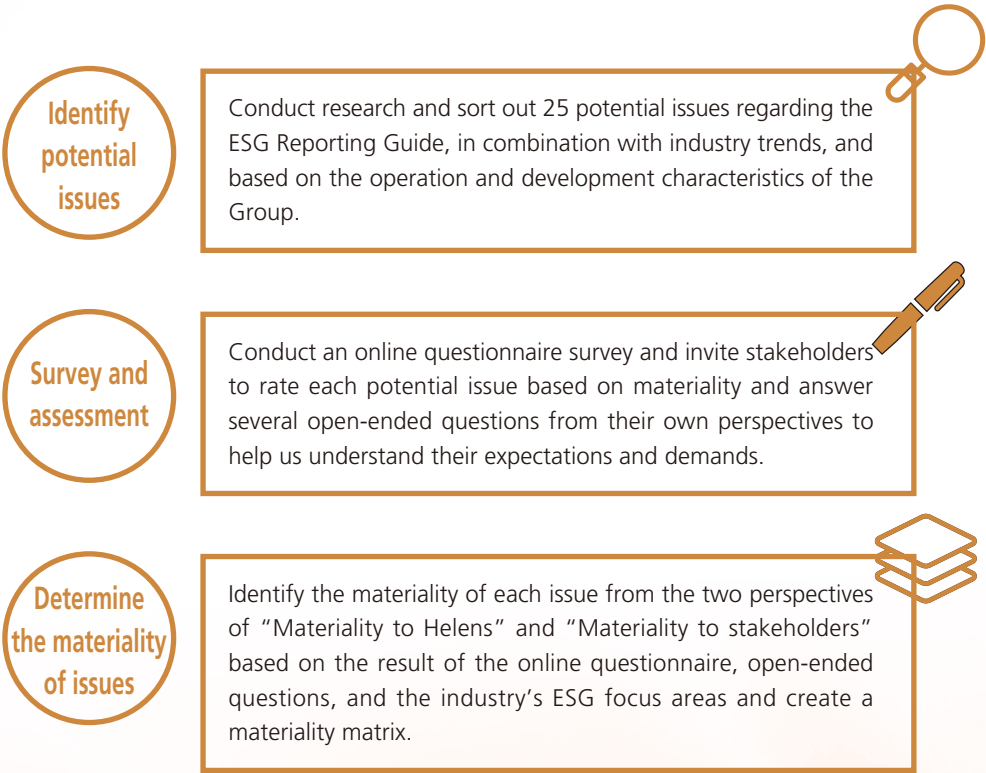 Identify
potential
issues
Conduct research and sort out 25 potential issues regarding the
ESG Reporting Guide, in combination with industry trends, and
based on the operation and development characteristics of the
Group.
Survey and
assessment
Conduct an online questionnaire survey and invite stakeholders
to rate each potential issue based on materiality and answer
several open-ended questions from their own perspectives to
help us understand their expectations and demands.
Determine
the materiality
of issues
Identify the materiality of each issue from the two perspectives
of “Materiality to Helens” and “Materiality to stakeholders”
based on the result of the online questionnaire, open-ended
questions, and the industry’s ESG focus areas and create a
materiality matrix.